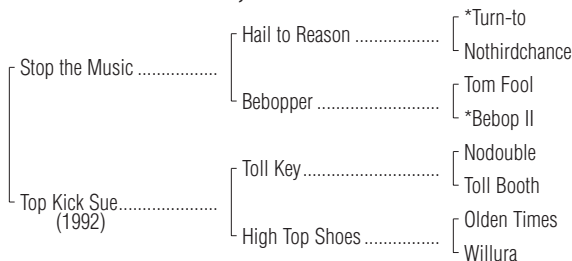 *Turn-to
Hail to Reason ..................
Nothirdchance
Stop the Music .................
Tom Fool
Bebopper ..........................
*Bebop II
Nodouble
Toll Key.............................
Toll Booth
Top Kick Sue.....................
(1992)
Olden Times
High Top Shoes ................
Willura